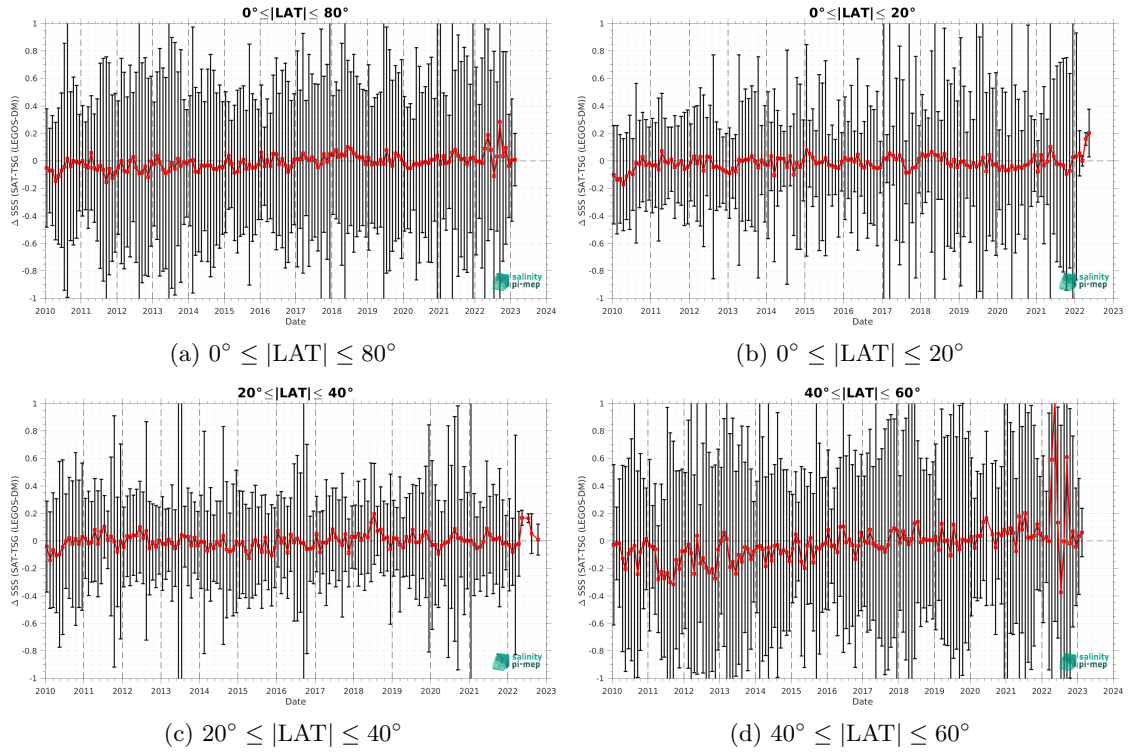 0°≤|LAT|≤ 80°
Δ SSS (SAT-TSG (LEGOS-DM))
1
0.8
0.6
0.4
0.2
0
-0.2
-0.4
-0.6
-0.8
-1
2010 2011 2012 2013 2014 2015 2016 2017 2018 2019 2020 2021 2022 2023 2024
Date
salinity
pi-mep
(a) 0° ≤ |LAT| ≤ 80°
0°≤|LAT|≤ 20°
Δ SSS (SAT-TSG (LEGOS-DM))
1
0.8
0.6
0.4
0.2
0
-0.2
-0.4
-0.6
-0.8
-1
2010 2011 2012 2013 2014 2015 2016 2017 2018 2019 2020 2021 2022 2023
Date
salinity
pi-mep
(b) 0° ≤ |LAT| ≤ 20°
20°≤|LAT|≤ 40°
Δ SSS (SAT-TSG (LEGOS-DM))
1
0.8
0.6
0.4
0.2
0
-0.2
-0.4
-0.6
-0.8
-1
2010 2011 2012 2013 2014 2015 2016 2017 2018 2019 2020 2021 2022 2023
Date
salinity
pi-mep
(c) 20° ≤ |LAT| ≤ 40°
40°≤|LAT|≤ 60°
Δ SSS (SAT-TSG (LEGOS-DM))
1
0.8
0.6
0.4
0.2
0
-0.2
-0.4
-0.6
-0.8
-1
2010 2011 2012 2013 2014 2015 2016 2017 2018 2019 2020 2021 2022 2023 2024
Date
salinity
pi-mep
(d) 40° ≤ |LAT| ≤ 60°